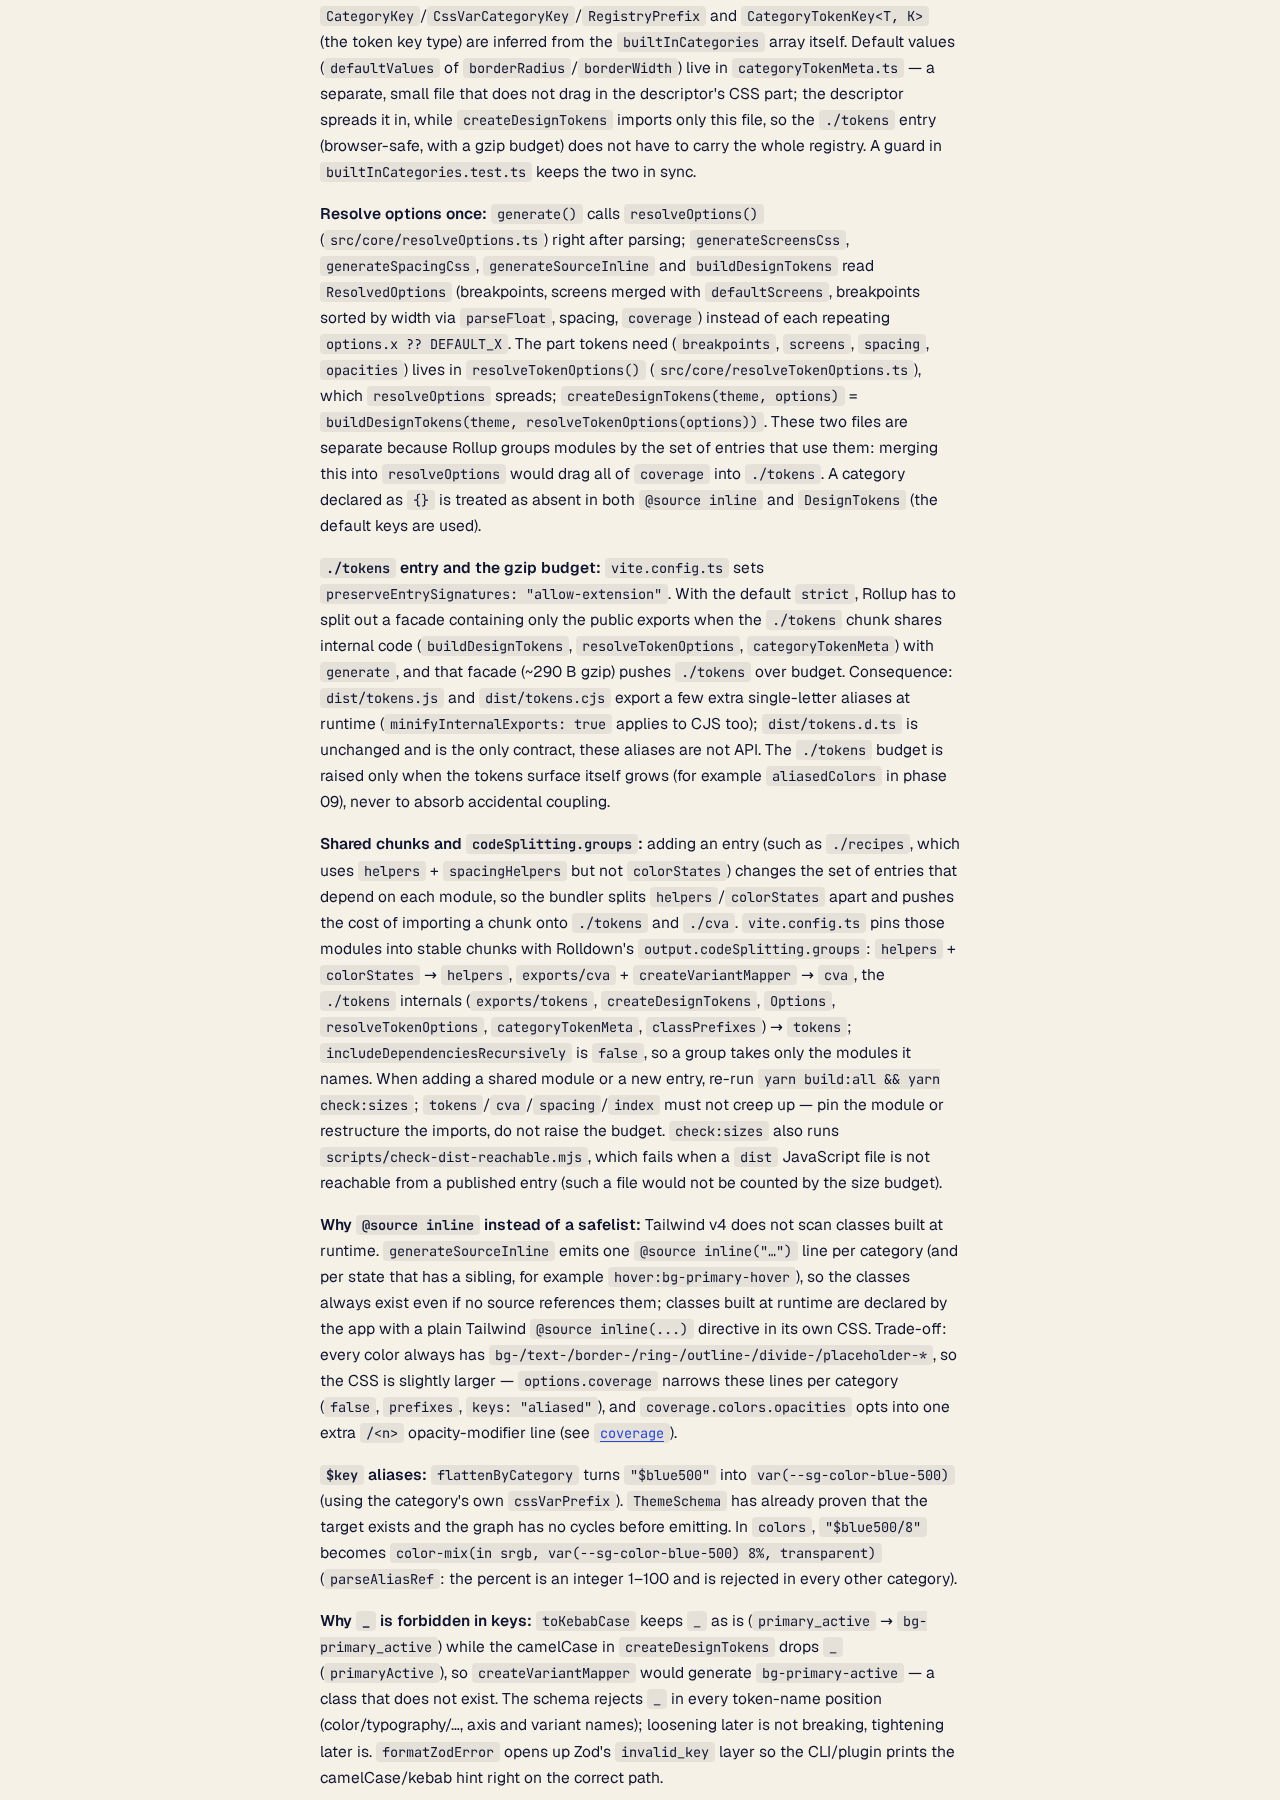 CategoryKey / CssVarCategoryKey / RegistryPrefix and CategoryTokenKey<T, K>
(the token key type) are inferred from the builtInCategories array itself. Default values
( defaultValues of borderRadius / borderWidth ) live in categoryTokenMeta.ts — a
separate, small file that does not drag in the descriptor's CSS part; the descriptor
spreads it in, while createDesignTokens imports only this file, so the ./tokens entry
(browser-safe, with a gzip budget) does not have to carry the whole registry. A guard in
builtInCategories.test.ts keeps the two in sync.
Resolve options once: generate() calls resolveOptions()
( src/core/resolveOptions.ts ) right after parsing; generateScreensCss ,
generateSpacingCss , generateSourceInline and buildDesignTokens read
ResolvedOptions (breakpoints, screens merged with defaultScreens , breakpoints
sorted by width via parseFloat , spacing, coverage ) instead of each repeating
options.x ?? DEFAULT_X . The part tokens need ( breakpoints , screens , spacing ,
opacities ) lives in resolveTokenOptions() ( src/core/resolveTokenOptions.ts ),
which resolveOptions spreads; createDesignTokens(theme, options) =
buildDesignTokens(theme, resolveTokenOptions(options)) . These two files are
separate because Rollup groups modules by the set of entries that use them: merging
this into resolveOptions would drag all of coverage into ./tokens . A category
declared as {} is treated as absent in both @source inline and DesignTokens (the
default keys are used).
./tokens entry and the gzip budget: vite.config.ts sets
preserveEntrySignatures: "allow-extension" . With the default strict , Rollup has to
split out a facade containing only the public exports when the ./tokens chunk shares
internal code ( buildDesignTokens , resolveTokenOptions , categoryTokenMeta ) with
generate , and that facade (~290 B gzip) pushes ./tokens over budget. Consequence:
dist/tokens.js and dist/tokens.cjs export a few extra single-letter aliases at
runtime ( minifyInternalExports: true applies to CJS too); dist/tokens.d.ts is
unchanged and is the only contract, these aliases are not API. The ./tokens budget is
raised only when the tokens surface itself grows (for example aliasedColors in phase
09), never to absorb accidental coupling.
Shared chunks and codeSplitting.groups : adding an entry (such as ./recipes , which
uses helpers + spacingHelpers but not colorStates ) changes the set of entries that
depend on each module, so the bundler splits helpers / colorStates apart and pushes
the cost of importing a chunk onto ./tokens and ./cva . vite.config.ts pins those
modules into stable chunks with Rolldown's output.codeSplitting.groups : helpers +
colorStates → helpers , exports/cva + createVariantMapper → cva , the
./tokens internals ( exports/tokens , createDesignTokens , Options ,
resolveTokenOptions , categoryTokenMeta , classPrefixes ) → tokens ;
includeDependenciesRecursively is false , so a group takes only the modules it
names. When adding a shared module or a new entry, re-run yarn build:all && yarn
check:sizes ; tokens / cva / spacing / index must not creep up — pin the module or
restructure the imports, do not raise the budget. check:sizes also runs
scripts/check-dist-reachable.mjs , which fails when a dist JavaScript file is not
reachable from a published entry (such a file would not be counted by the size budget).
Why @source inline instead of a safelist: Tailwind v4 does not scan classes built at
runtime. generateSourceInline emits one @source inline("…") line per category (and
per state that has a sibling, for example hover:bg-primary-hover ), so the classes
always exist even if no source references them; classes built at runtime are declared by
the app with a plain Tailwind @source inline(...) directive in its own CSS. Trade-off:
every color always has bg-/text-/border-/ring-/outline-/divide-/placeholder-* , so
the CSS is slightly larger — options.coverage narrows these lines per category
( false , prefixes , keys: "aliased" ), and coverage.colors.opacities opts into one
extra /<n> opacity-modifier line (see coverage ).
$key aliases: flattenByCategory turns "$blue500" into var(--sg-color-blue-500)
(using the category's own cssVarPrefix ). ThemeSchema has already proven that the
target exists and the graph has no cycles before emitting. In colors , "$blue500/8"
becomes color-mix(in srgb, var(--sg-color-blue-500) 8%, transparent)
( parseAliasRef : the percent is an integer 1–100 and is rejected in every other category).
Why _ is forbidden in keys: toKebabCase keeps _ as is ( primary_active → bg-
primary_active ) while the camelCase in createDesignTokens drops _
( primaryActive ), so createVariantMapper would generate bg-primary-active — a
class that does not exist. The schema rejects _ in every token-name position
(color/typography/…, axis and variant names); loosening later is not breaking, tightening
later is. formatZodError opens up Zod's invalid_key layer so the CLI/plugin prints the
camelCase/kebab hint right on the correct path.